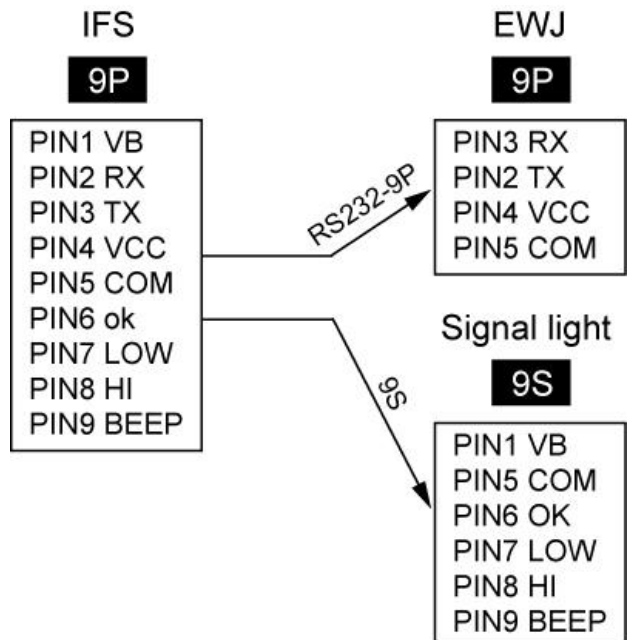 IFS
9P
PIN1 VB
PIN2 RX
PIN3 TX
PIN4 VCC
PIN5 COM
PIN6 ok
PIN7 LOW
PIN8 HI
PIN9 BEEP
RS232-9P
9S
EWJ
9P
PIN3 RX
PIN2 TX
PIN4 VCC
PIN5 COM
Signal light
9S
PIN1 VB
PIN5 COM
PIN6 OK
PIN7 LOW
PIN8 HI
PIN9 BEEP